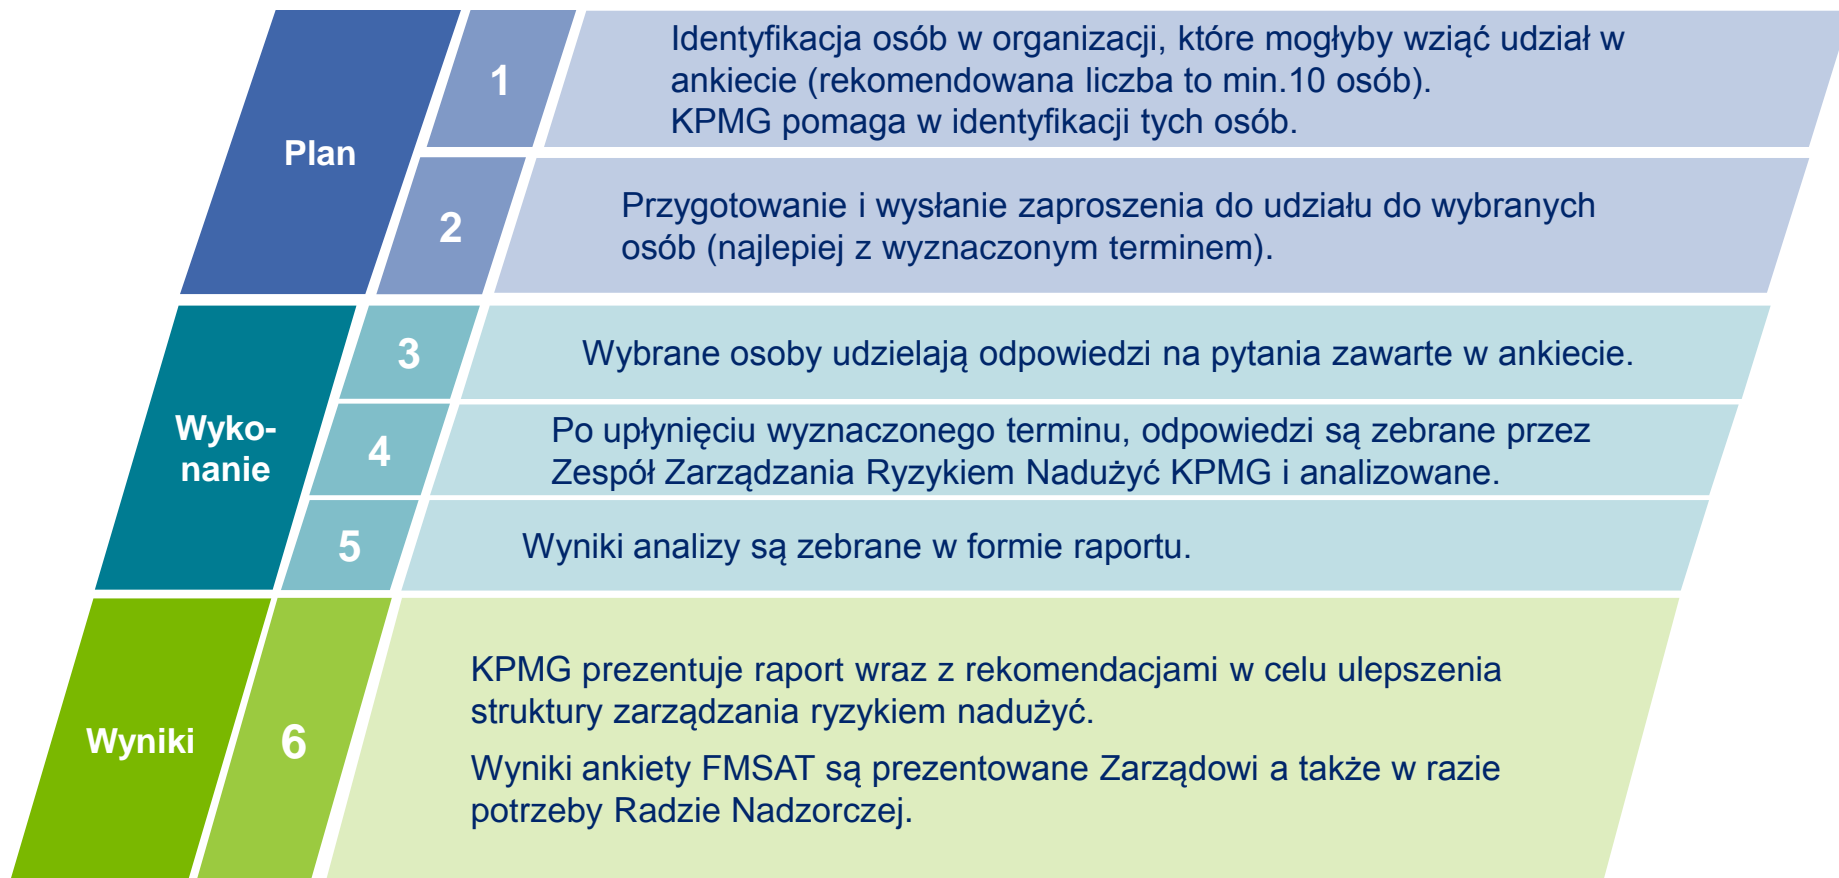 Plan
1
Identyfikacja osób w organizacji, które mogłyby wziąć udział w
ankiecie (rekomendowana liczba to min.10 osób).
KPMG pomaga w identyfikacji tych osób.
2
Przygotowanie i wysłanie zaproszenia do udziału do wybranych
osób (najlepiej z wyznaczonym terminem).
Wyko-
nanie
3
Wybrane osoby udzielają odpowiedzi na pytania zawarte w ankiecie.
4
Po upłynięciu wyznaczonego terminu, odpowiedzi są zebrane przez
Zespół Zarządzania Ryzykiem Nadużyć KPMG i analizowane.
5
Wyniki analizy są zebrane w formie raportu.
Wyniki
6
KPMG prezentuje raport wraz z rekomendacjami w celu ulepszenia
struktury zarządzania ryzykiem nadużyć.
Wyniki ankiety FMSAT są prezentowane Zarządowi a także w razie
potrzeby Radzie Nadzorczej.